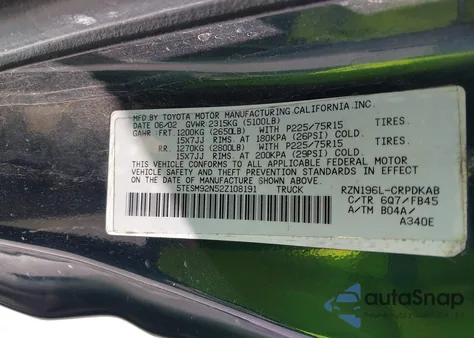 MFD.BY TOYOTA MOTOR MANUFACTURING CALIFORNIA,INC.
DATE 06/02 GVWR 2315KG (5100LB)
GAWR: FRT 1200KG (2650LB) WITH P225/75R15 TIRES,
15X7JJ RIMS, AT 180KPA (26PSI) COLD.
RR. 1270KG (2800LB) WITH P225/75R15 TIRES,
15X7JJ RIMS, AT 200KPA (29PSI) COLD.
THIS VEHICLE CONFORMS TO ALL APPLICABLE FEDERAL MOTOR
VEHICLE SAFETY AND THEFT PREVENTION STANDARDS IN
EFFECT ON THE DATE OF MANUFACTURE SHOWN ABOVE.
5TESM92N52Z108191 TRUCK RZN196L-CRPDKAB
C/TR 6Q7/FB45
A/TM B04A/
A340E
autoSnap